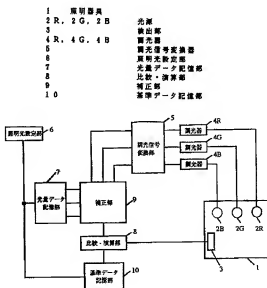 1 照明器具
2R, 2G, 2B 光源
3 検出部
4R, 4G, 4B 調光器
5 調光信号変換器
6 照明光設定部
7 光量データ記憶部
8 比較・演算部
9 補正部
10 基準データ記憶部
照明光設定部
6
7
光量データ記憶部
補正部
9
5
調光信号変換部
調光器
4R
調光器
4G
調光器
4B
比較・演算部
8
基準データ記憶部
10
2B
2G
2R
3
1